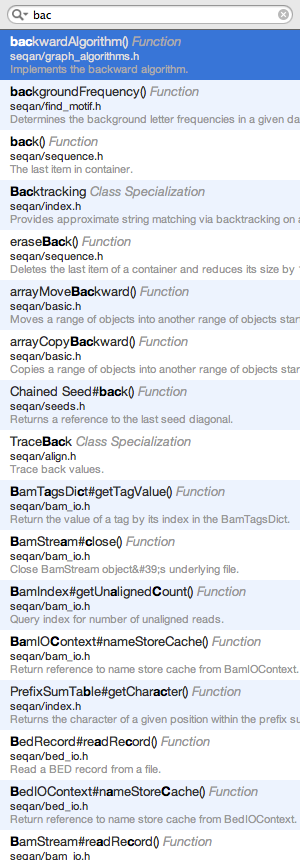 bac
backwardAlgorithm() Function
seqan/graph_algorithms.h
Implements the backward algorithm.
backgroundFrequency() Function
seqan/find_motif.h
Determines the background letter frequencies in a given da
back() Function
seqan/sequence.h
The last item in container.
Backtracking Class Specialization
seqan/index.h
Provides approximate string matching via backtracking on a
eraseBack() Function
seqan/sequence.h
Deletes the last item of a container and reduces its size by
arrayMoveBackward() Function
seqan/basic.h
Moves a range of objects into another range of objects star
arrayCopyBackward() Function
seqan/basic.h
Copies a range of objects into another range of objects star
Chained Seed#back() Function
seqan/seeds.h
Returns a reference to the last seed diagonal.
TraceBack Class Specialization
seqan/align.h
Trace back values.
BamTagsDict#getTagValue() Function
seqan/bam_io.h
Return the value of a tag by its index in the BamTagsDict.
BamStream#close() Function
seqan/bam_io.h
Close BamStream object&#39;s underlying file.
BamIndex#getUnalignedCount() Function
seqan/bam_io.h
Query index for number of unaligned reads.
BamIOContext#nameStoreCache() Function
seqan/bam_io.h
Return reference to name store cache from BamIOContext.
PrefixSumTable#getCharacter() Function
seqan/index.h
Returns the character of a given position within the prefix su
BedRecord#readRecord() Function
seqan/bed_io.h
Read a BED record from a file.
BedIOContext#nameStoreCache() Function
seqan/bed_io.h
Return reference to name store cache from BedIOContext.
BamStream#readRecord() Function
seqan/bam_io.h